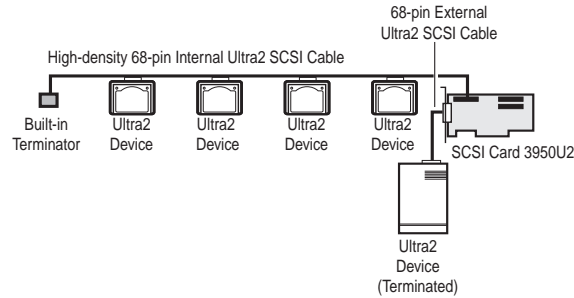 68-pin External
Ultra2 SCSI Cable
High-density 68-pin Internal Ultra2 SCSI Cable
Built-in
Terminator
Ultra2
Device
Ultra2
Device
Ultra2
Device
Ultra2
Device
SCSI Card 3950U2
Ultra2
Device
(Terminated)